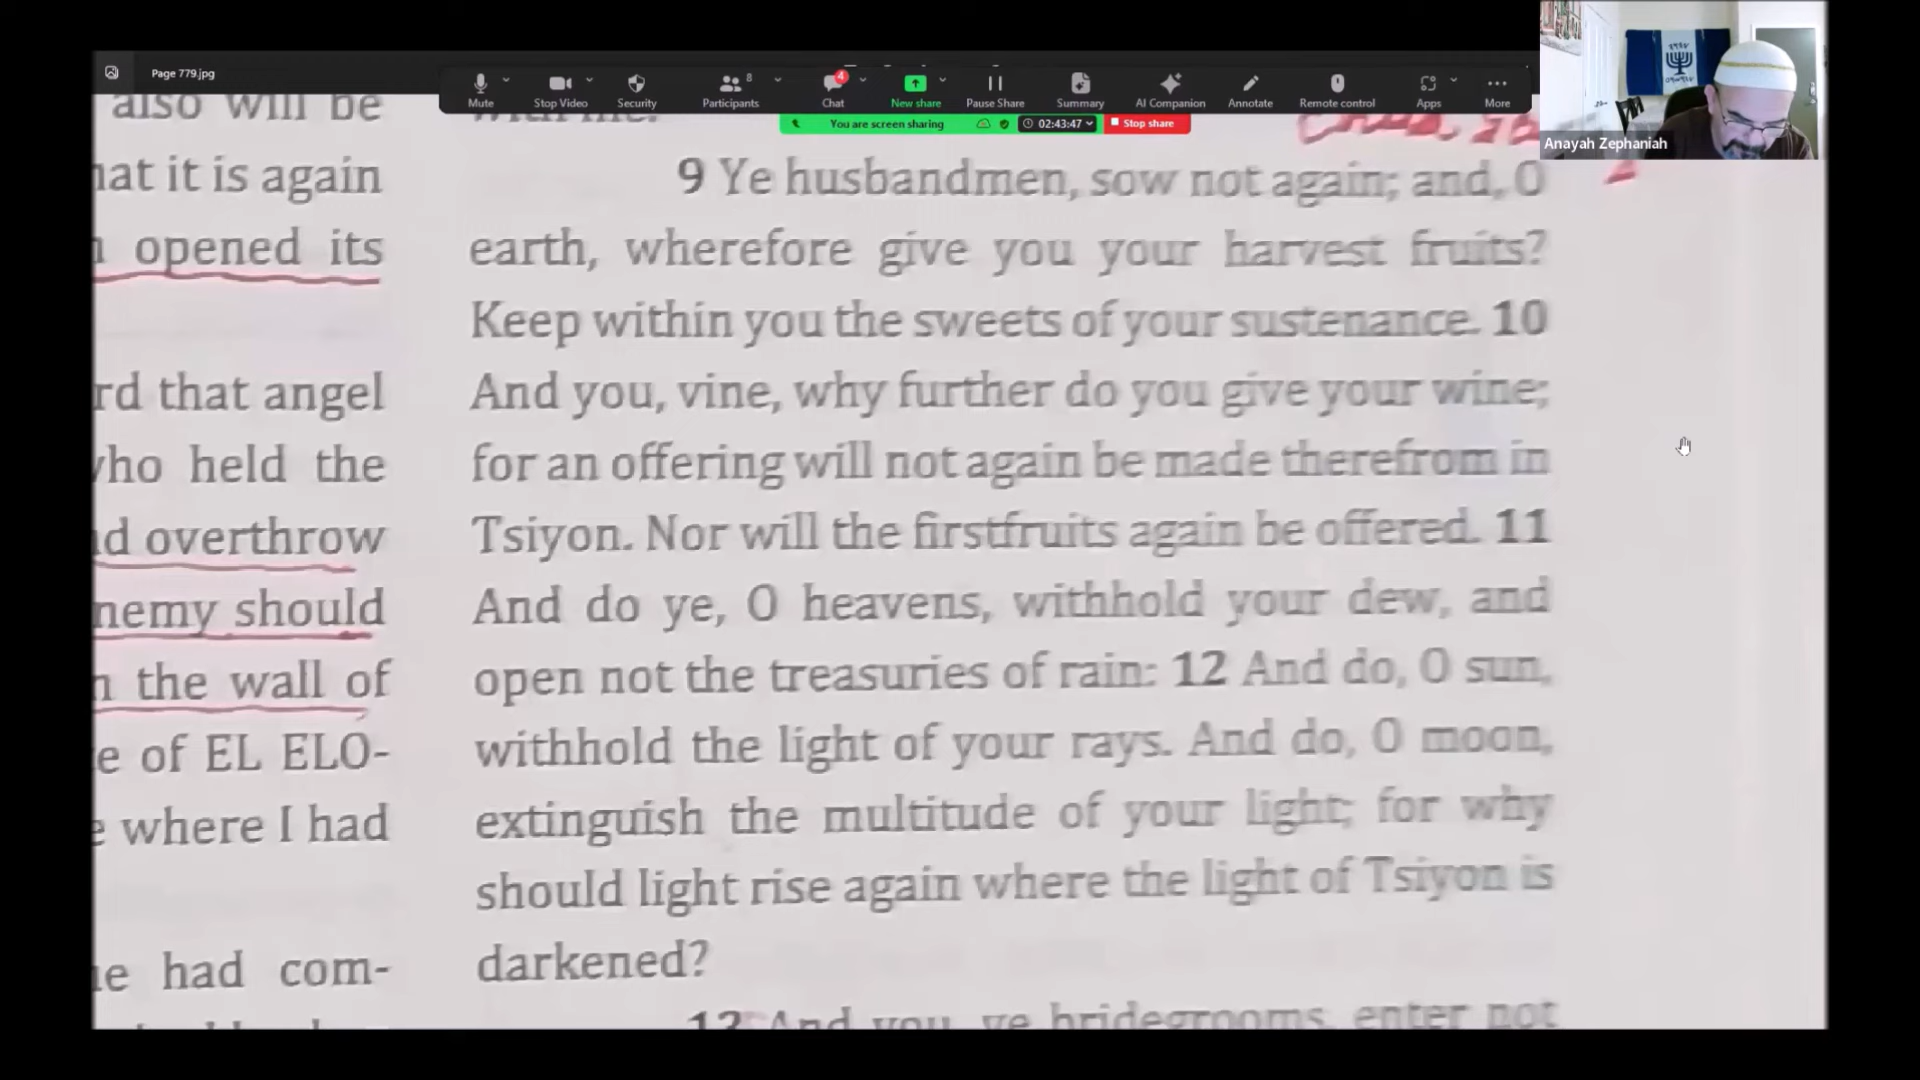 Page 779.jpg
Mute
Stop Video
Security
8
Participants
4
Chat
New share
Pause Share
Summary
AI Companion
Annotate
Remote control
Apps
More
You are screen sharing
02:43:47
Stop share
Anayah Zephaniah
also will be
hat it is again
opened its
rd that angel
who held the
overthrow
nemy should
the wall of
e of EL ELO-
e where I had
had com-
with me.
9 Ye husbandmen, sow not again; and, O
earth, wherefore give you your harvest fruits?
Keep within you the sweets of your sustenance. 10
And you, vine, why further do you give your wine;
for an offering will not again be made therefrom in
Tsiyon. Nor will the firstfruits again be offered. 11
And do ye, O heavens, withhold your dew, and
open not the treasuries of rain: 12 And do, O sun,
withhold the light of your rays. And do, O moon,
extinguish the multitude of your light; for why
should light rise again where the light of Tsiyon is
darkened?
And you, ye bridegrooms, enter not